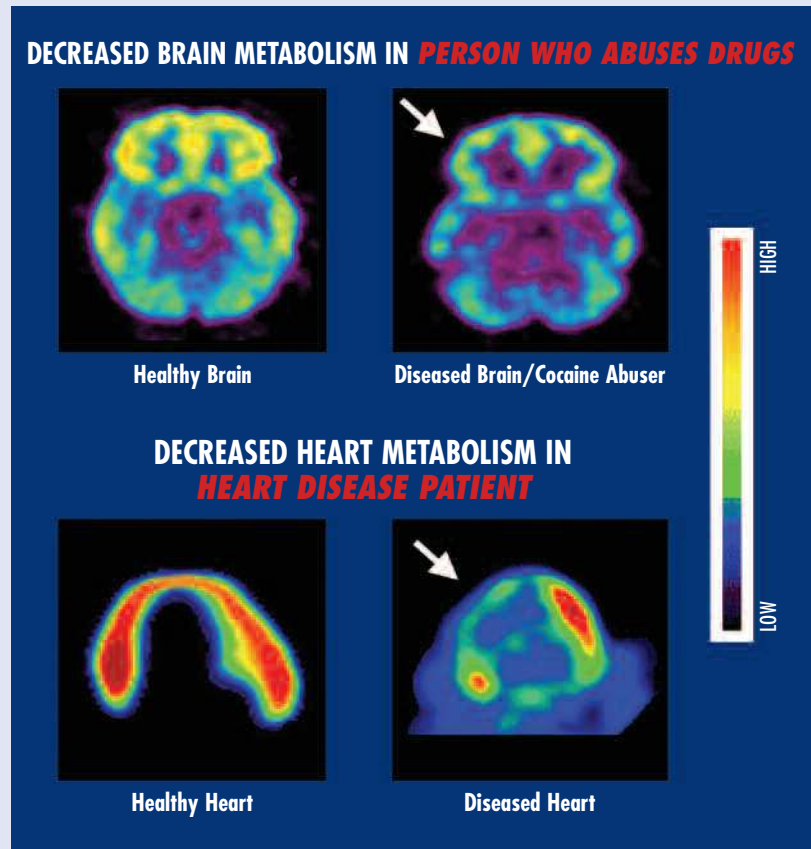 DECREASED BRAIN METABOLISM IN PERSON WHO ABUSES DRUGS
Healthy Brain
Diseased Brain/Cocaine Abuser
HIGH
LOW
DECREASED HEART METABOLISM IN
HEART DISEASE PATIENT
Healthy Heart
Diseased Heart